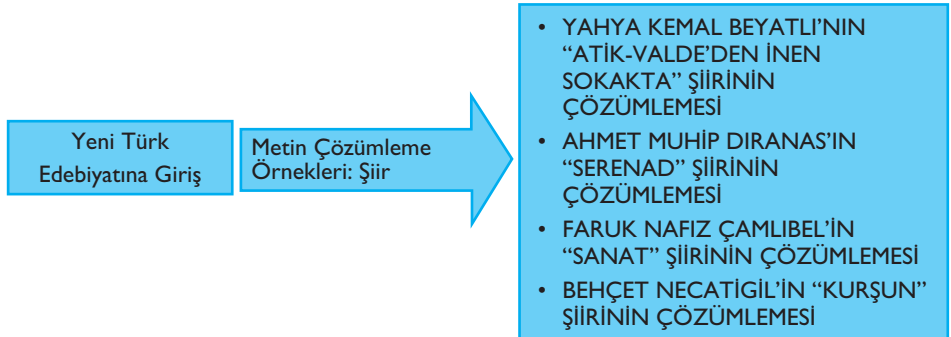 Yeni Türk
Edebiyatına Giriş
Metin Çözümleme
Örnekleri: Şiir
• YAHYA KEMAL BEYATLI’NIN
“ATİK-VALDE’DEN İNEN
SOKAKTA” ŞİİRİNİN
ÇÖZÜMLEMESİ
• AHMET MUHİP DIRANAS’IN
“SERENAD” ŞİİRİNİN
ÇÖZÜMLEMESİ
• FARUK NAFIZ ÇAMLIBEL’İN
“SANAT” ŞİİRİNİN ÇÖZÜMLEMESİ
• BEHÇET NECATİGİL’İN “KURŞUN”
ŞİİRİNİN ÇÖZÜMLEMESİ